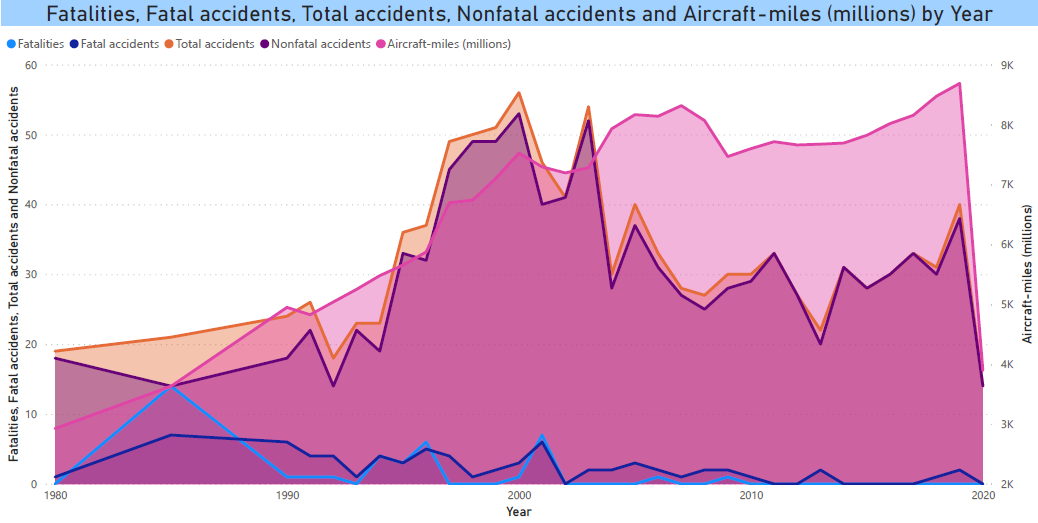 Fatalities, Fatal accidents, Total accidents, Nonfatal accidents and Aircraft-miles (millions) by Year
Fatalities Fatal accidents Total accidents Nonfatal accidents Aircraft-miles (millions)
Fatalities, Fatal accidents, Total accidents and Nonfatal accidents
60
50
40
30
20
10
0
9K
8K
7K
6K
5K
4K
3K
2K
Aircraft-miles (millions)
1980 1990 2000 2010 2020
Year